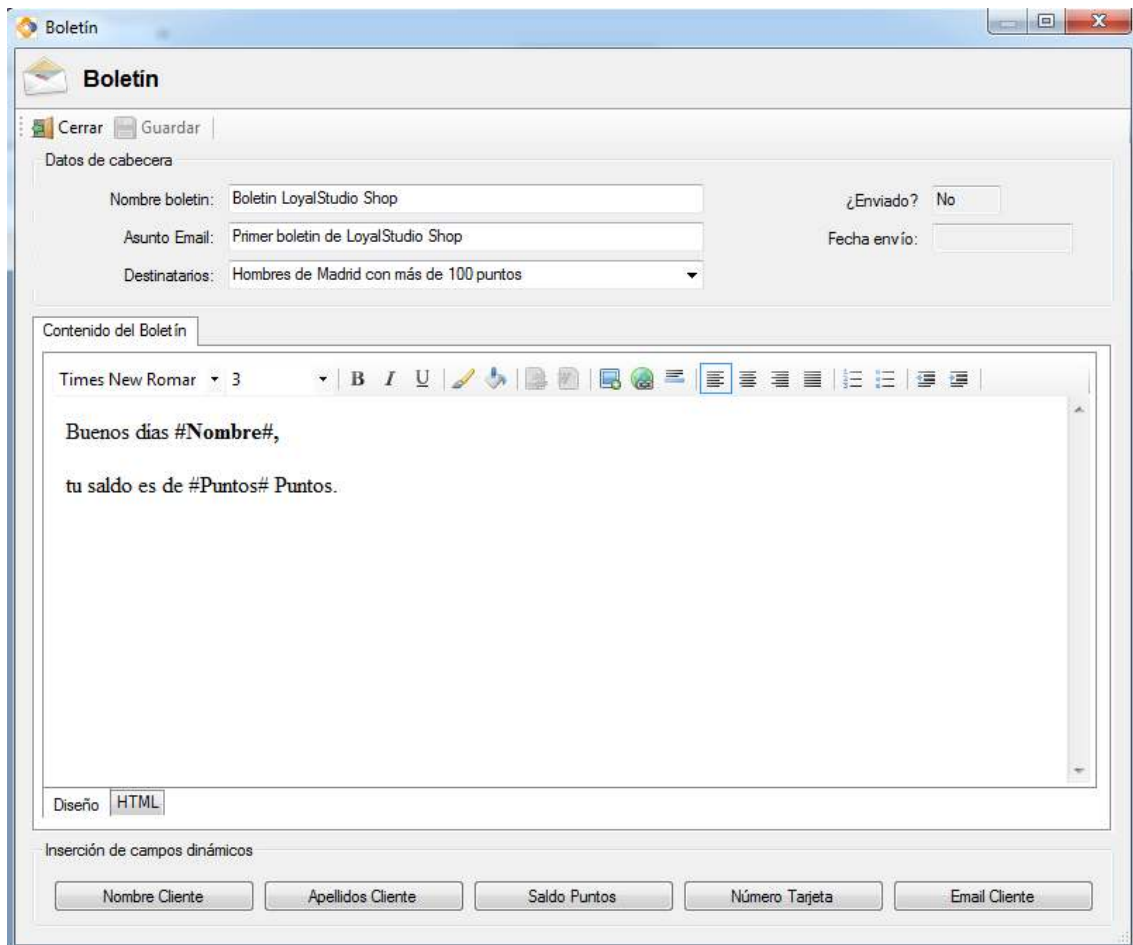 Boletín
Boletín
Cerrar Guardar
Datos de cabecera
Nombre boletin: Boletin LoyalStudio Shop ¿Enviado? No
Asunto Email: Primer boletin de LoyalStudio Shop Fecha envío:
Destinatarios: Hombres de Madrid con más de 100 puntos
Contenido del Boletín
Times New Romar 3 B I U
Buenos días #Nombre#,
tu saldo es de #Puntos# Puntos.
Diseño HTML
Inserción de campos dinámicos
Nombre Cliente Apellidos Cliente Saldo Puntos Número Tarjeta Email Cliente